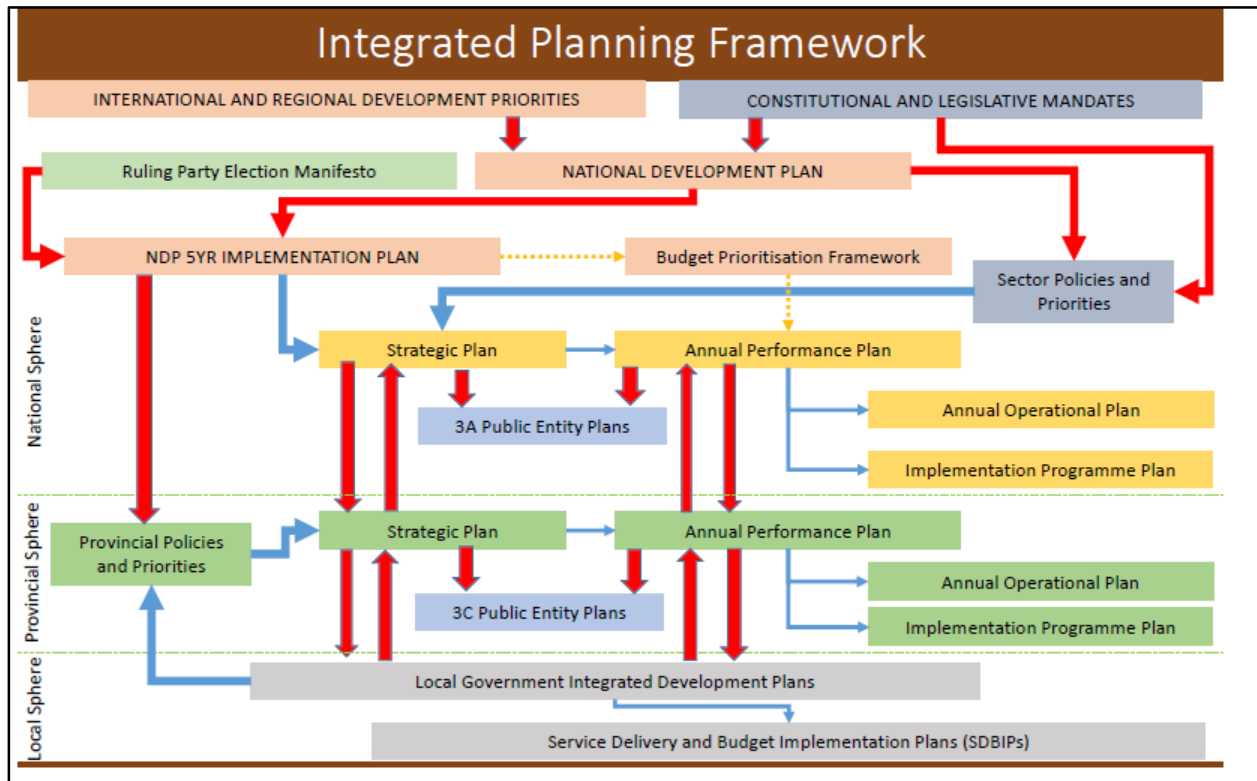 Integrated Planning Framework
INTERNATIONAL AND REGIONAL DEVELOPMENT PRIORITIES
CONSTITUTIONAL AND LEGISLATIVE MANDATES
Ruling Party Election Manifesto
NATIONAL DEVELOPMENT PLAN
NDP 5YR IMPLEMENTATION PLAN
Budget Prioritisation Framework
Sector Policies and
Priorities
National Sphere
Strategic Plan
Annual Performance Plan
3A Public Entity Plans
Annual Operational Plan
Implementation Programme Plan
Provincial Sphere
Provincial Policies
and Priorities
Strategic Plan
Annual Performance Plan
3C Public Entity Plans
Annual Operational Plan
Implementation Programme Plan
Local Sphere
Local Government Integrated Development Plans
Service Delivery and Budget Implementation Plans (SDBIPs)